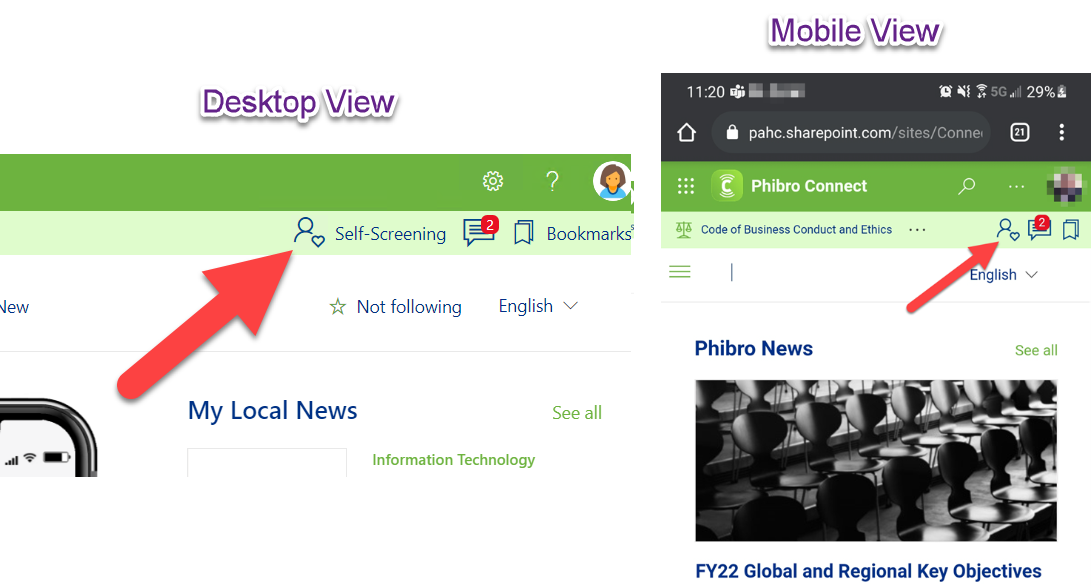 Mobile View
Desktop View
11:20
5G
29%
pahc.sharepoint.com/sites/Conne
21
?
Phibro Connect
...
Self-Screening
2
Bookmarks
Code of Business Conduct and Ethics
...
2
New
Not following
English
English
My Local News
See all
Information Technology
Phibro News
See all
FY22 Global and Regional Key Objectives